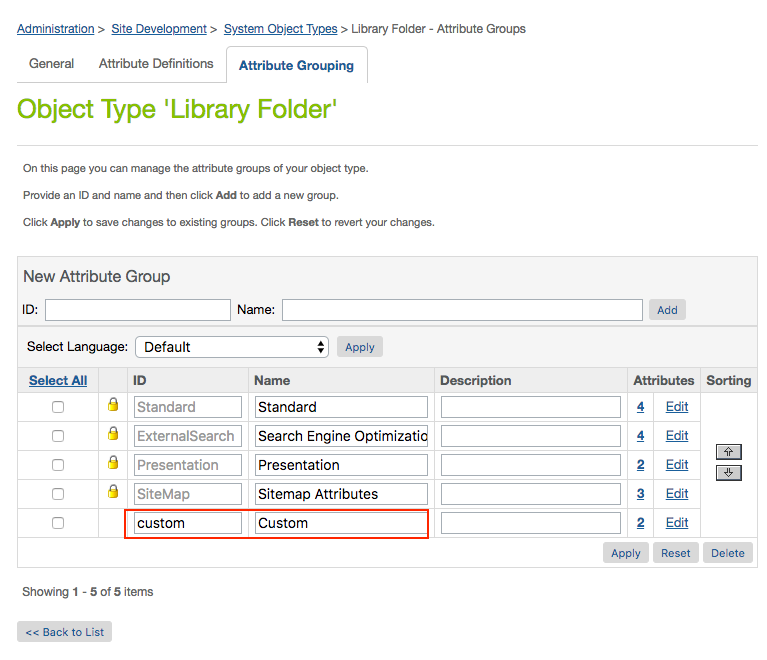 Administration > Site Development > System Object Types > Library Folder - Attribute Groups
General Attribute Definitions Attribute Grouping
Object Type 'Library Folder'
On this page you can manage the attribute groups of your object type.
Provide an ID and name and then click Add to add a new group.
Click Apply to save changes to existing groups. Click Reset to revert your changes.
New Attribute Group
ID: Name: Add
Select Language: Default Apply
Select All ID Name Description Attributes Sorting
Standard Standard 4 Edit
ExternalSearch Search Engine Optimizatio 4 Edit
Presentation Presentation 2 Edit
SiteMap Sitemap Attributes 3 Edit
custom Custom 2 Edit
Apply Reset Delete
Showing 1 - 5 of 5 items
<< Back to List